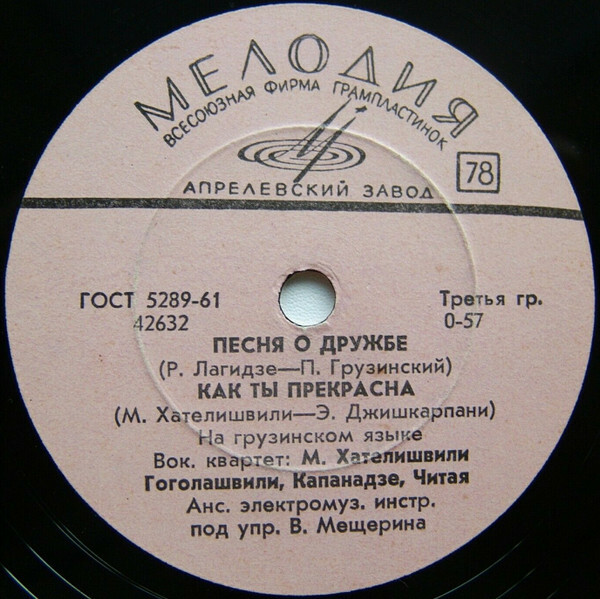 МЕЛОДИЯ
ВСЕСОЮЗНАЯ ФИРМА ГРАМПЛАСТИНОК
АПРЕЛЕВСКИЙ ЗАВОД
78
ГОСТ 5289-61
42632
Третья гр.
0-57
ПЕСНЯ О ДРУЖБЕ
(Р. Лагидзе—П. Грузинский)
КАК ТЫ ПРЕКРАСНА
(М. Хателишвили—Э. Джишкарпани)
На грузинском языке
Вок. квартет: М. Хателишвили
Гоголашвили, Капанадзе, Читая
Анс. электромуз. инстр.
под упр. В. Мещерина